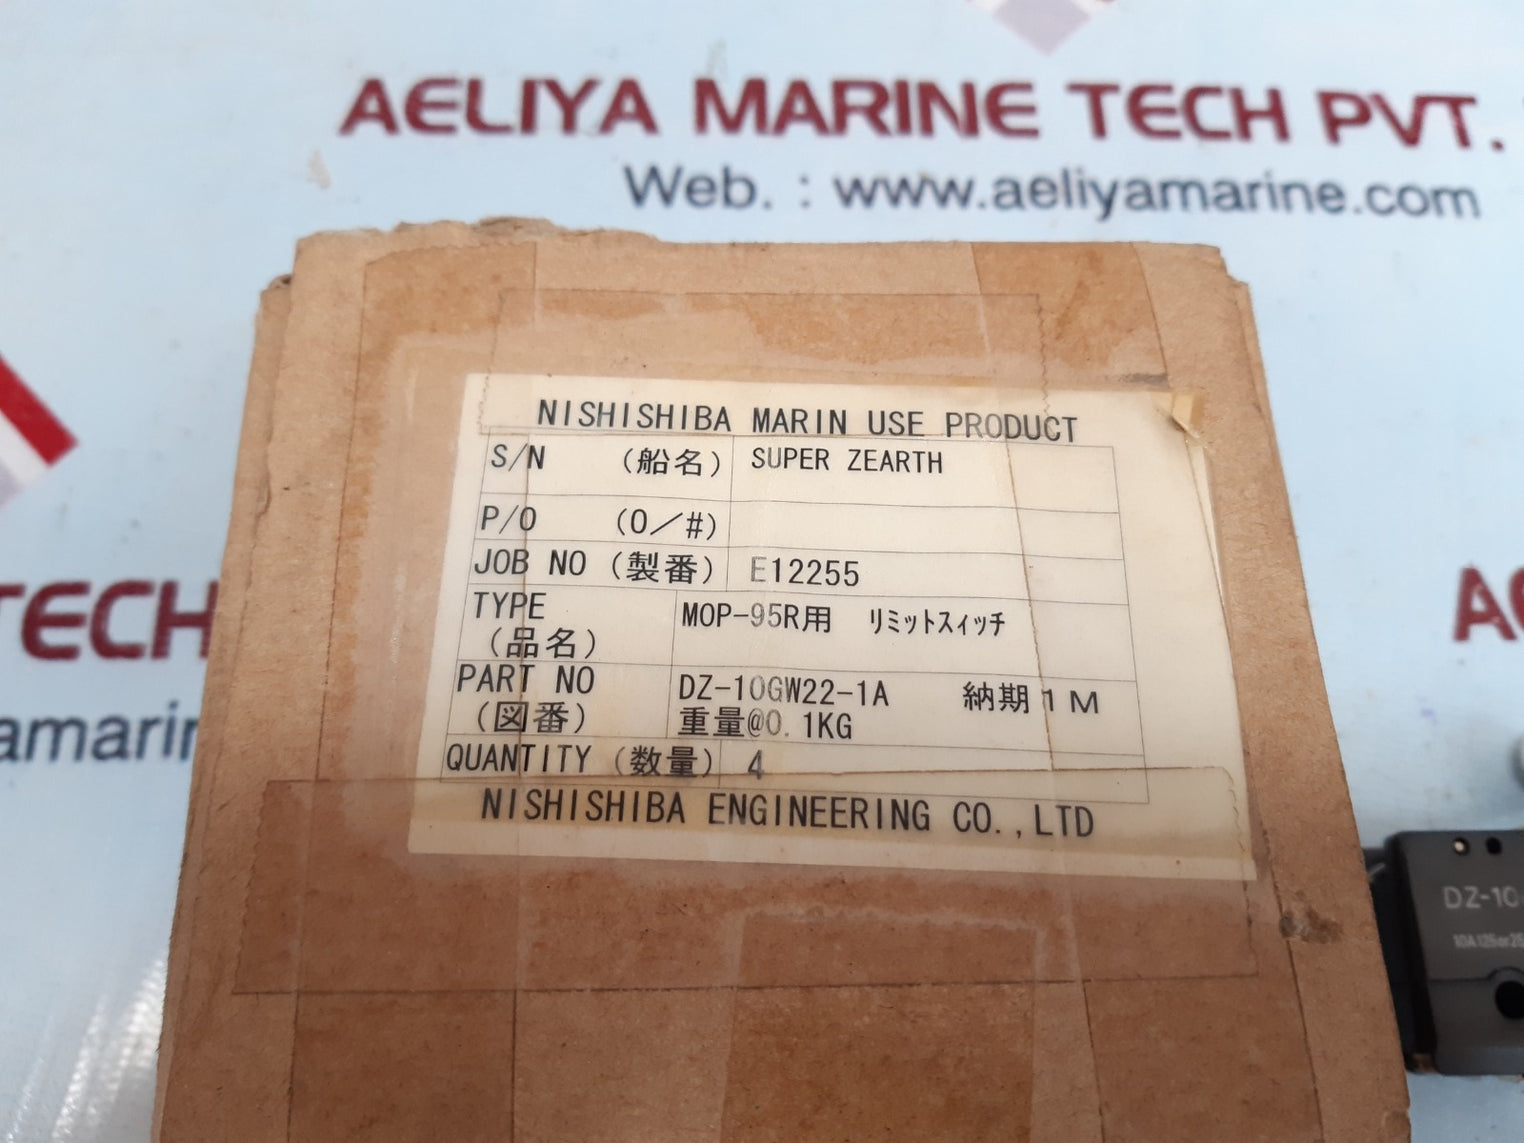 AELIYA MARINE TECH PVT.
Web. : www.aeliyamarine.com
NISHISHIBA MARIN USE PRODUCT
S/N (船名) SUPER ZEARTH
P/O (O／#)
JOB NO (製番) E12255
TYPE (品名) MOP-95R用 ﾘﾐｯﾄｽｨｯﾁ
PART NO (図番) DZ-10GW22-1A 納期 1 M
重量@0.1KG
QUANTITY (数量) 4
NISHISHIBA ENGINEERING CO.,LTD
TECH
amarin
A
DZ-10
10A125or25